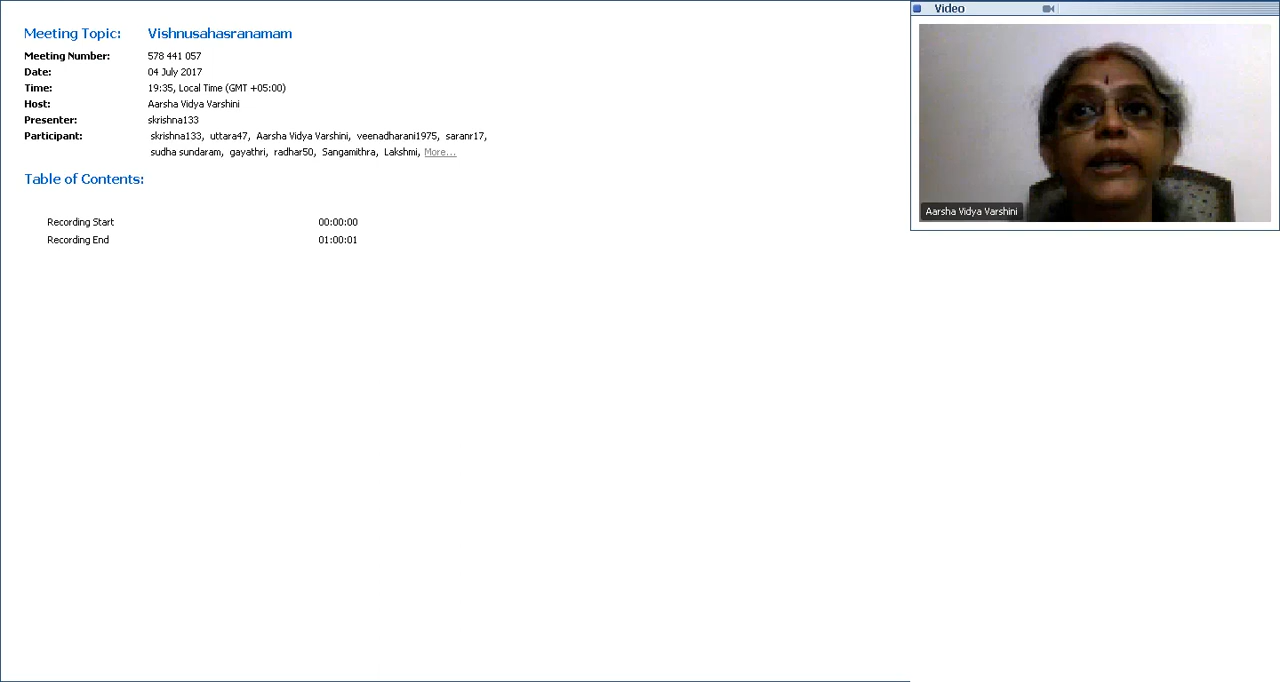 Meeting Topic: Vishnusahasranamam
Meeting Number: 578 441 057
Date: 04 July 2017
Time: 19:35, Local Time (GMT +05:00)
Host: Aarsha Vidya Varshini
Presenter: skrishna133
Participant: skrishna133, uttara47, Aarsha Vidya Varshini, veenadharani1975, saranr17,
sudha sundaram, gayathri, radhar50, Sangamithra, Lakshmi, More...
Table of Contents:
Recording Start 00:00:00
Recording End 01:00:01
Video
Aarsha Vidya Varshini